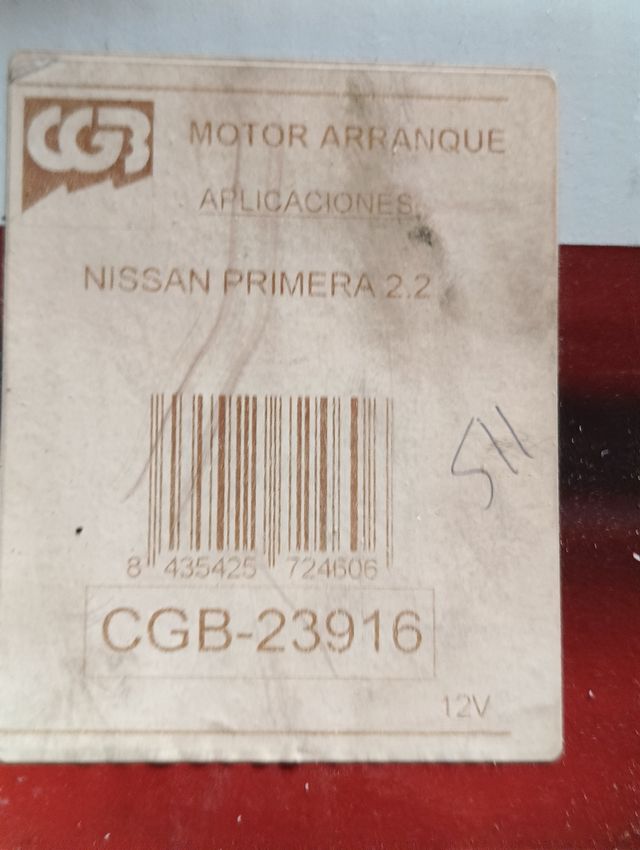 CGB
MOTOR ARRANQUE
APLICACIONES.
NISSAN PRIMERA 2.2
8 435425 724606
CGB-23916
12V